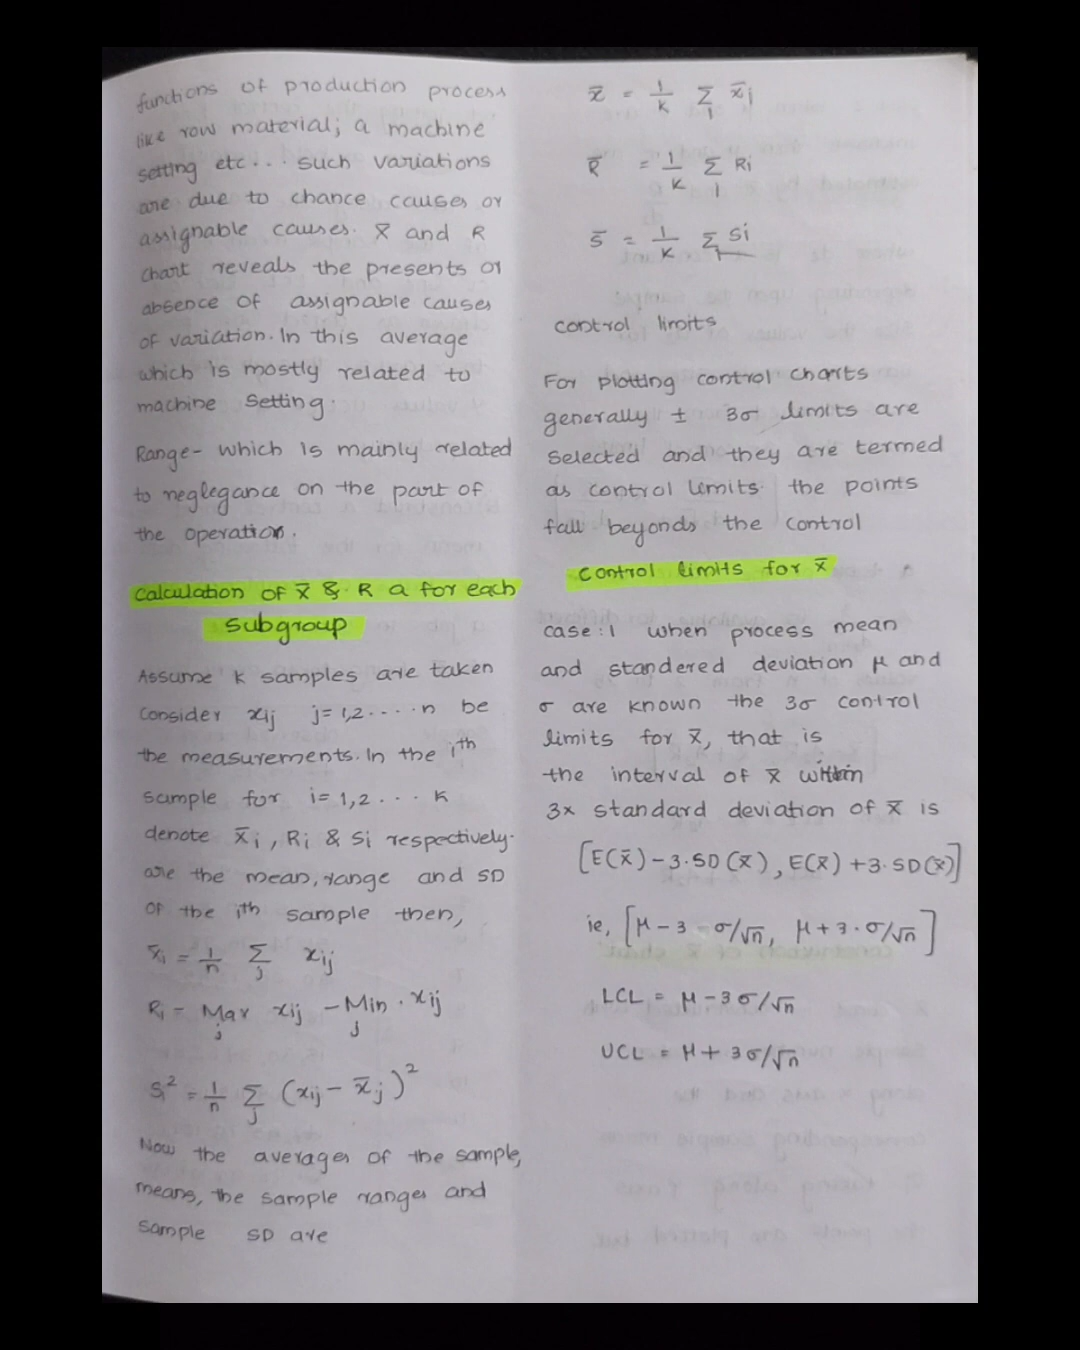 functions of production process
like row material; a machine
setting etc... such variations
are due to chance causes or
assignable causes. x̄ and R
chart reveals the presents or
absence of assignable causes
of variation. In this average
which is mostly related to
machine setting.
Range- which is mainly related
to neglegance on the part of
the operation.
Calculation of x̄ & R a for each
subgroup
Assume k samples are taken
Consider xij j=1,2.....n be
the measurements. In the ith
sample for i=1,2... k
denote x̄i, Ri & Si respectively.
are the mean, range and SD
of the ith sample then,
x̄i = 1/n Σj xij
Ri = Maxj xij - Minj . xij
Si² = 1/n Σj (xij - x̄j)²
Now the averages of the sample,
means, the sample ranges and
sample SD are
x̄ = 1/k Σi x̄j
R̄ = 1/k Σi Ri
s̄ = 1/k Σi Si
control limits
For plotting control charts
generally ± 3σ limits are
selected and they are termed
as control limits. the points
fall beyonds the control
control limits for x̄
case:1 when process mean
and standered deviation μ and
σ are known the 3σ control
limits for x̄, that is
the interval of x̄ within
3x standard deviation of x̄ is
[E(x̄)-3.SD(x̄), E(x̄)+3.SD(x̄)]
ie, [μ-3-σ/√n, μ+3.σ/√n]
LCL = μ-3σ/√n
UCL = μ+3σ/√n